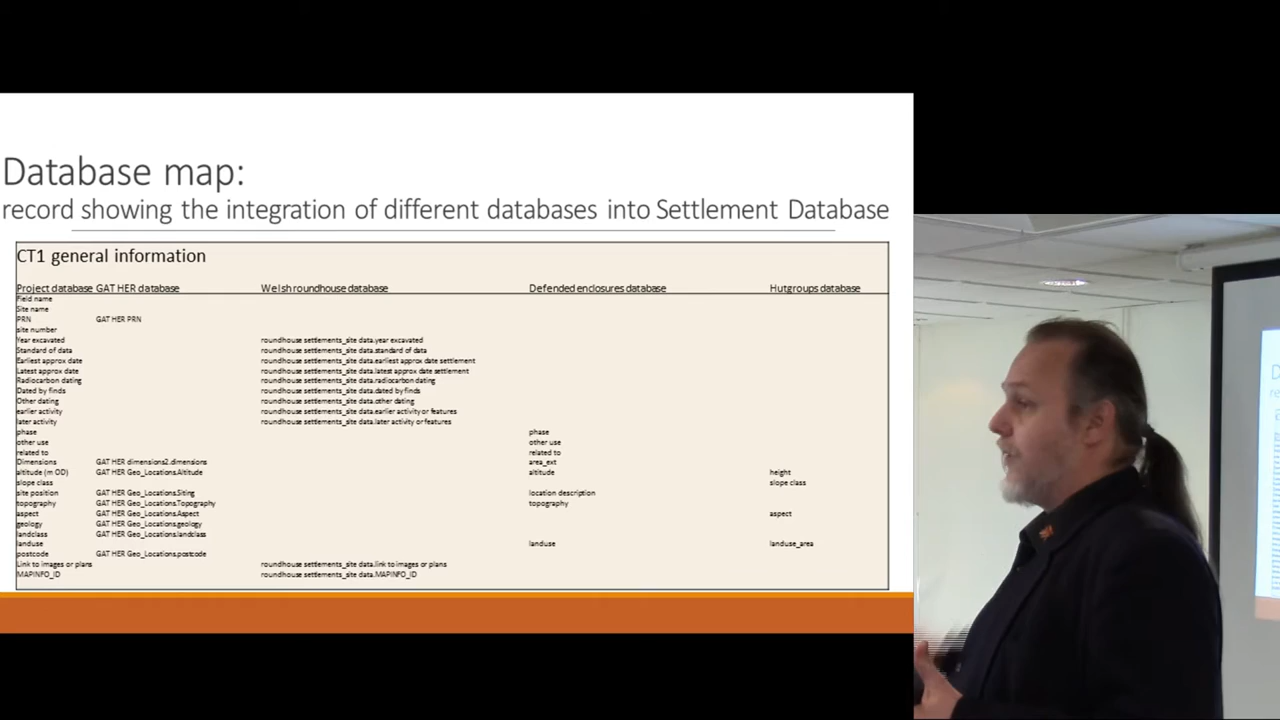 Database map:
record showing the integration of different databases into Settlement Database
CT1 general information
Project database GAT HER database Welsh roundhouse database Defended enclosures database Hutgroups database
Field name
Site name
PRN GAT HER PRN
site number
Year excavated roundhouse settlements_site data.year excavated
Standard of data roundhouse settlements_site data.standard of data
Earliest approx date roundhouse settlements_site data.earliest approx date settlement
Latest approx date roundhouse settlements_site data.latest approx date settlement
Radiocarbon dating roundhouse settlements_site data.radiocarbon dating
Dated by finds roundhouse settlements_site data.dated by finds
Other dating roundhouse settlements_site data.other dating
earlier activity roundhouse settlements_site data.earlier activity or features
later activity roundhouse settlements_site data.later activity or features
phase phase
other use other use
related to related to
Dimensions GAT HER dimensions2.dimensions area_ext
altitude (m OD) GAT HER Geo_Locations.Altitude altitude height
slope class slope class
site position GAT HER Geo_Locations.Siting location description
topography GAT HER Geo_Locations.Topography topography
aspect GAT HER Geo_Locations.Aspect aspect
geology GAT HER Geo_Locations.geology
landclass GAT HER Geo_Locations.landclass
landuse landuse landuse_area
postcode GAT HER Geo_Locations.postcode
Link to images or plans roundhouse settlements_site data.link to images or plans
MAPINFO_ID roundhouse settlements_site data.MAPINFO_ID